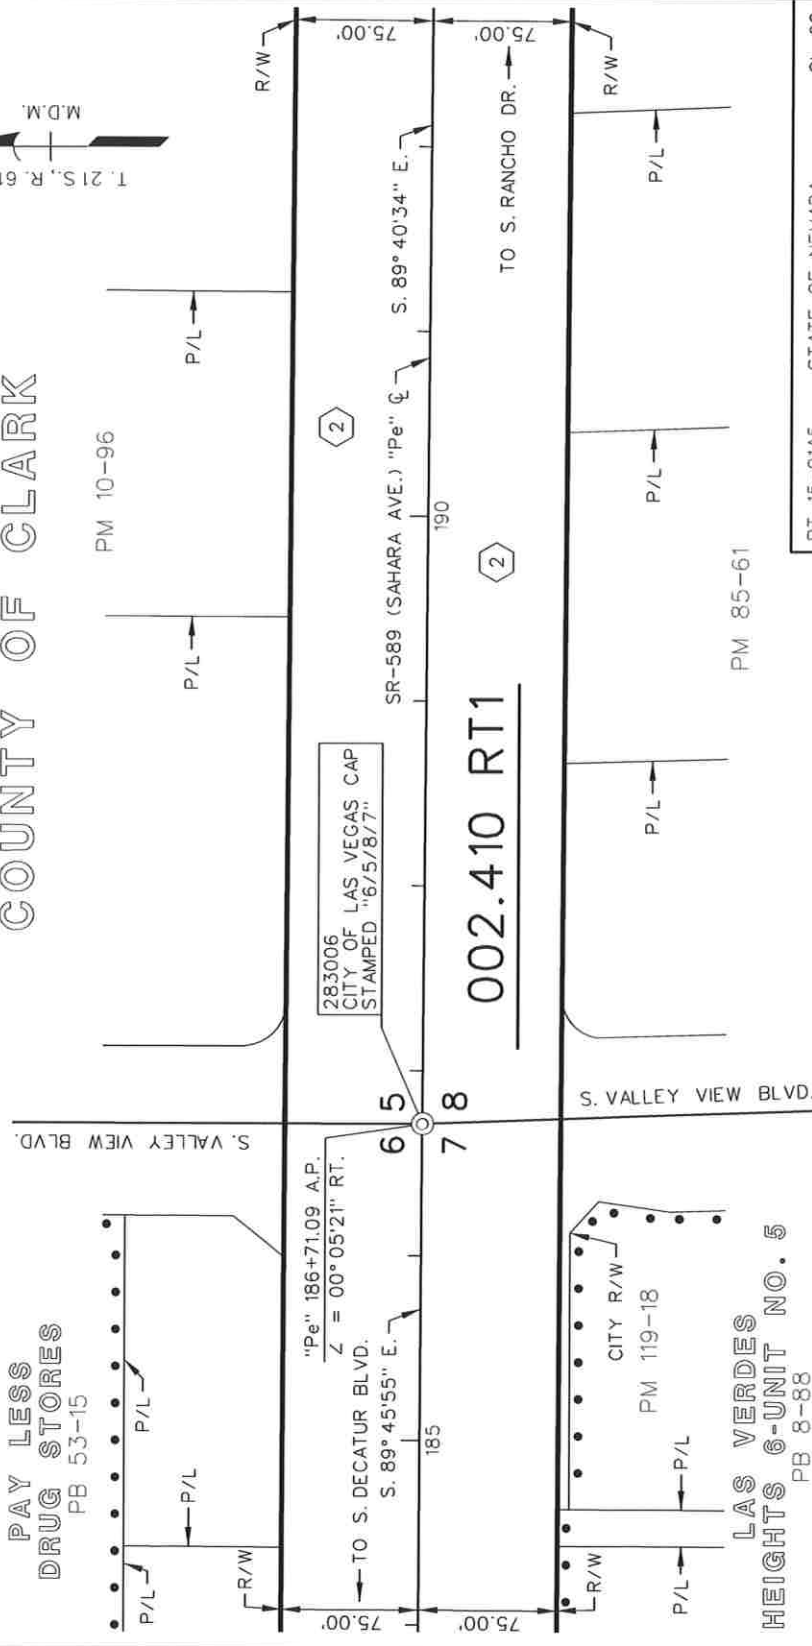 COUNTY OF CLARK
T. 21 S., R. 61
M.D.M.
PAY LESS
DRUG STORES
PB 53-15
PM 10-96
P/L
P/L
P/L
P/L
P/L
S. VALLEY VIEW BLVD.
R/W
R/W
75.00'
75.00'
"Pe" 186+71.09 A.P.
∠ = 00°05'21" RT.
283006
CITY OF LAS VEGAS CAP
STAMPED "6/5/8/7"
2
TO S. DECATUR BLVD.
S. 89°45'55" E.
SR-589 (SAHARA AVE.) "Pe" ℄
S. 89°40'34" E.
6 5
7 8
185
190
002.410 RT1
2
TO S. RANCHO DR.
75.00'
75.00'
R/W
R/W
CITY R/W
S. VALLEY VIEW BLVD.
PM 119-18
P/L
P/L
P/L
P/L
P/L
PM 85-61
LAS VERDES
HEIGHTS 6-UNIT NO. 5
PB 8-88